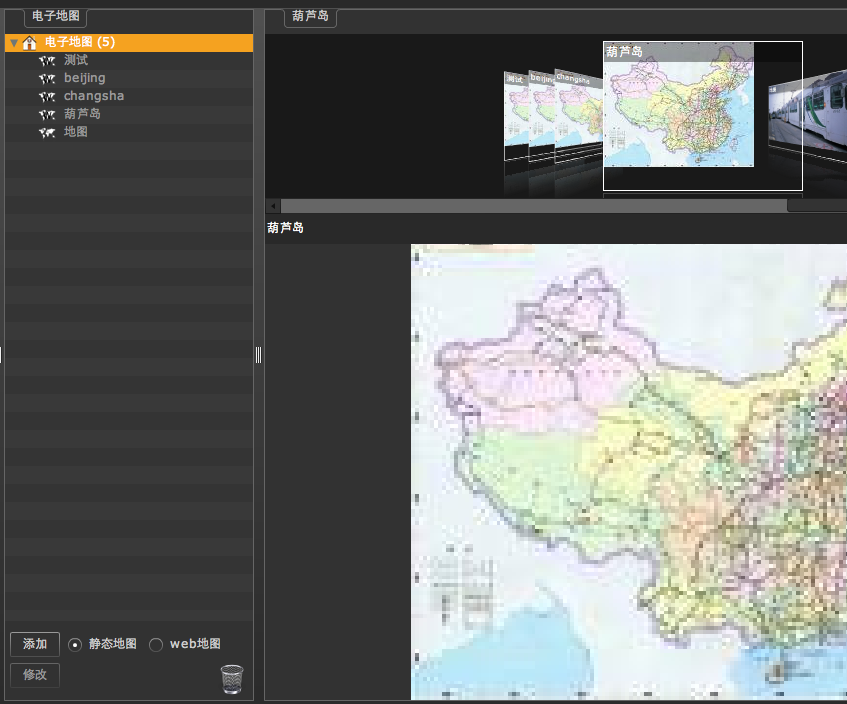 电子地图
电子地图 (5)
测试
beijing
changsha
葫芦岛
地图
添加
静态地图
web地图
修改
葫芦岛
测试
beijing
changsha
葫芦岛
葫芦岛